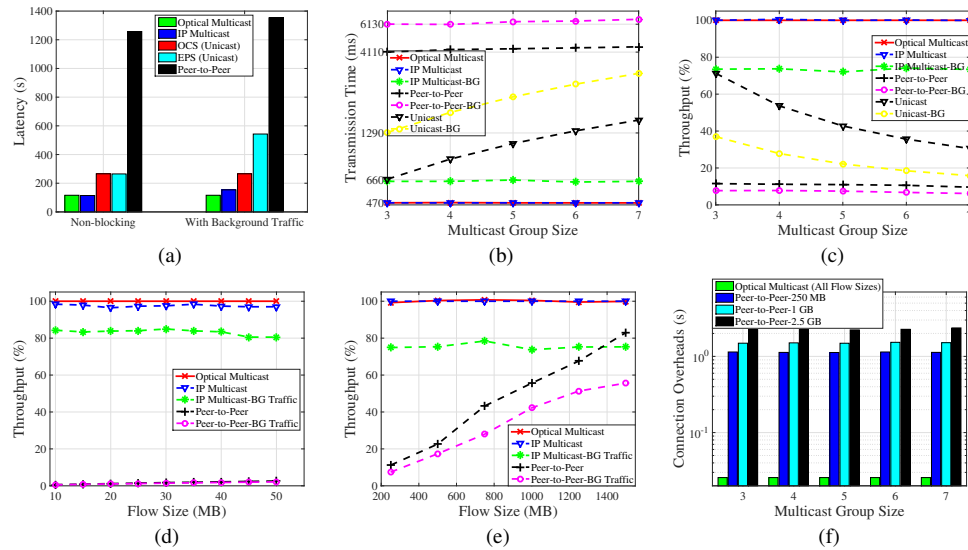 1400
1200
1000
800
600
400
200
0
Latency (s)
Optical Multicast
IP Multicast
OCS (Unicast)
EPS (Unicast)
Peer-to-Peer
Non-blocking
With Background Traffic
(a)
6130
4110
1290
660
470
Transmission Time (ms)
Optical Multicast
IP Multicast
IP Multicast-BG
Peer-to-Peer
Peer-to-Peer-BG
Unicast
Unicast-BG
3 4 5 6 7
Multicast Group Size
(b)
100
80
60
40
20
0
Throughput (%)
Optical Multicast
IP Multicast
IP Multicast-BG
Peer-to-Peer
Peer-to-Peer-BG
Unicast
Unicast-BG
3 4 5 6 7
Multicast Group Size
(c)
100
80
60
40
20
0
Throughput (%)
Optical Multicast
IP Multicast
IP Multicast-BG Traffic
Peer-to-Peer
Peer-to-Peer-BG Traffic
10 20 30 40 50
Flow Size (MB)
(d)
100
80
60
40
20
0
Throughput (%)
Optical Multicast
IP Multicast
IP Multicast-BG Traffic
Peer-to-Peer
Peer-to-Peer-BG Traffic
200 400 600 800 1000 1200 1400
Flow Size (MB)
(e)
Optical Multicast (All Flow Sizes)
Peer-to-Peer-250 MB
Peer-to-Peer-1 GB
Peer-to-Peer-2.5 GB
10⁰
10⁻¹
Connection Overheads (s)
3 4 5 6 7
Multicast Group Size
(f)